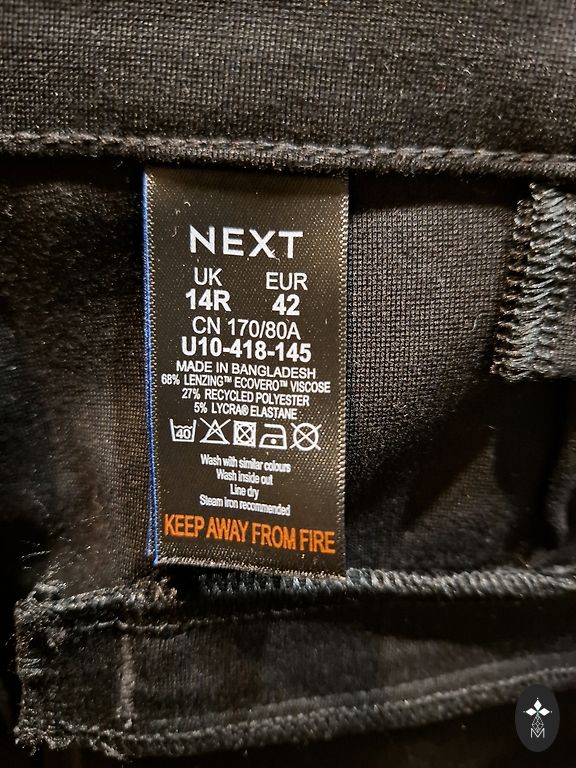 NEXT
UK EUR
14R 42
CN 170/80A
U10-418-145
MADE IN BANGLADESH
68% LENZING™ ECOVERO™ VISCOSE
27% RECYCLED POLYESTER
5% LYCRA® ELASTANE
40
Wash with similar colours
Wash inside out
Line dry
Steam iron recommended
KEEP AWAY FROM FIRE
M